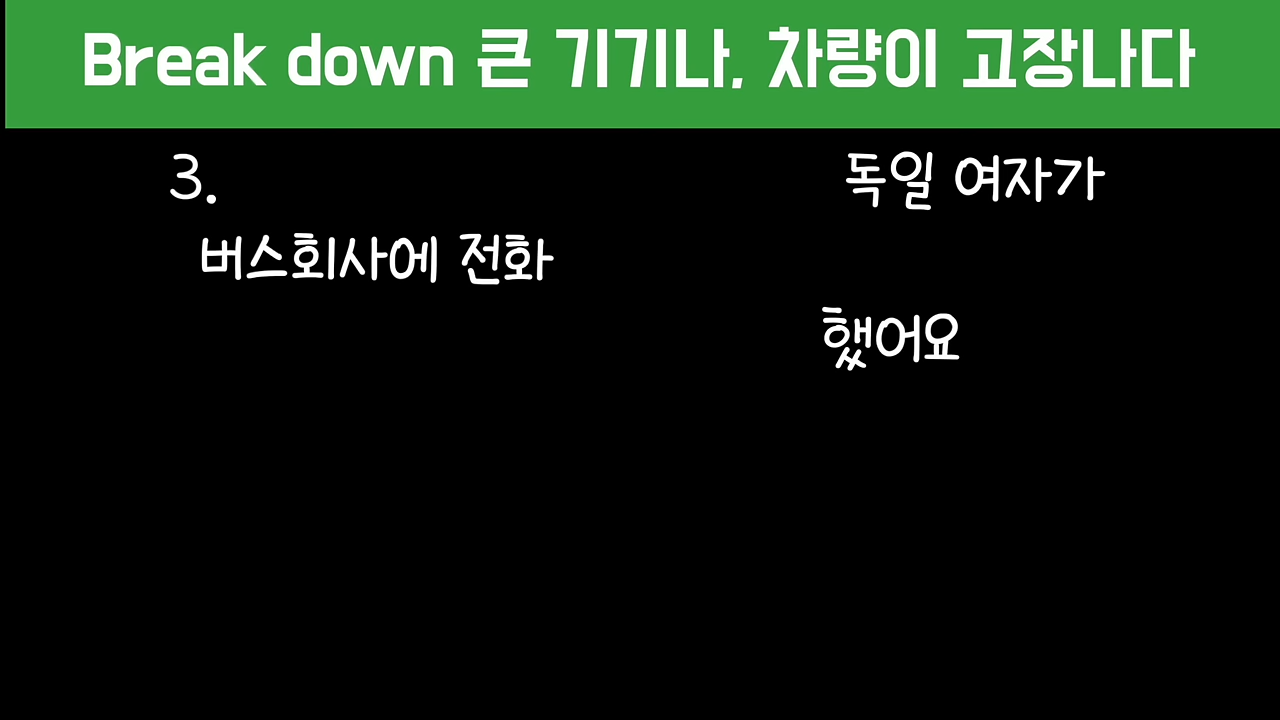 Break down 큰 기기나, 차량이 고장나다
3. 독일 여자가
버스회사에 전화
했어요